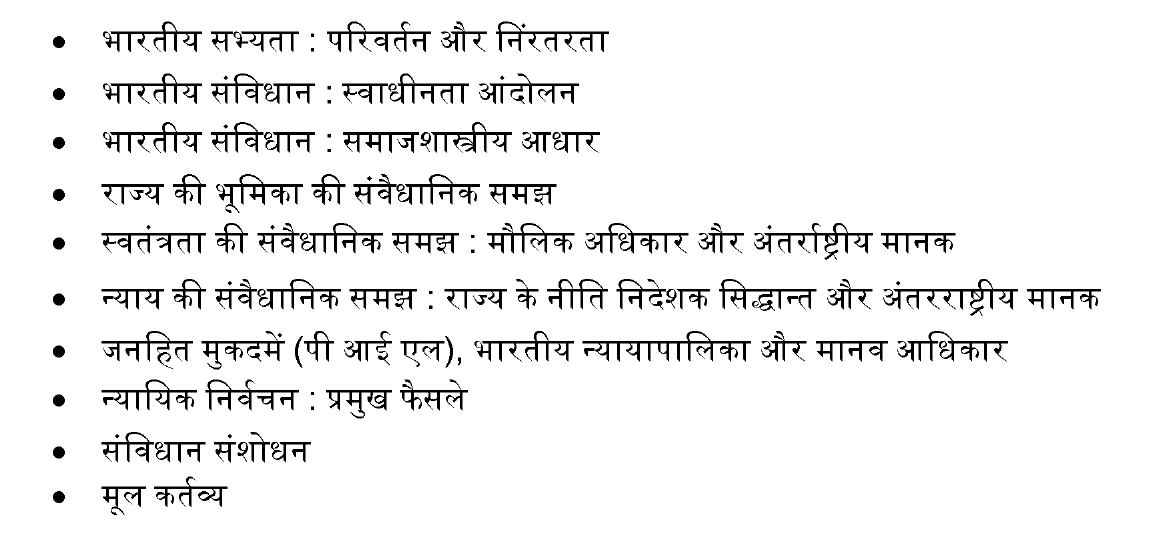 • भारतीय सभ्यता : परिवर्तन और निंरतरता
• भारतीय संविधान : स्वाधीनता आंदोलन
• भारतीय संविधान : समाजशास्त्रीय आधार
• राज्य की भूमिका की संवैधानिक समझ
• स्वतंत्रता की संवैधानिक समझ : मौलिक अधिकार और अंतर्राष्ट्रीय मानक
• न्याय की संवैधानिक समझ : राज्य के नीति निदेशक सिद्धान्त और अंतरराष्ट्रीय मानक
• जनहित मुकदमें (पी आई एल), भारतीय न्यायापालिका और मानव आधिकार
• न्यायिक निर्वचन : प्रमुख फैसले
• संविधान संशोधन
• मूल कर्तव्य